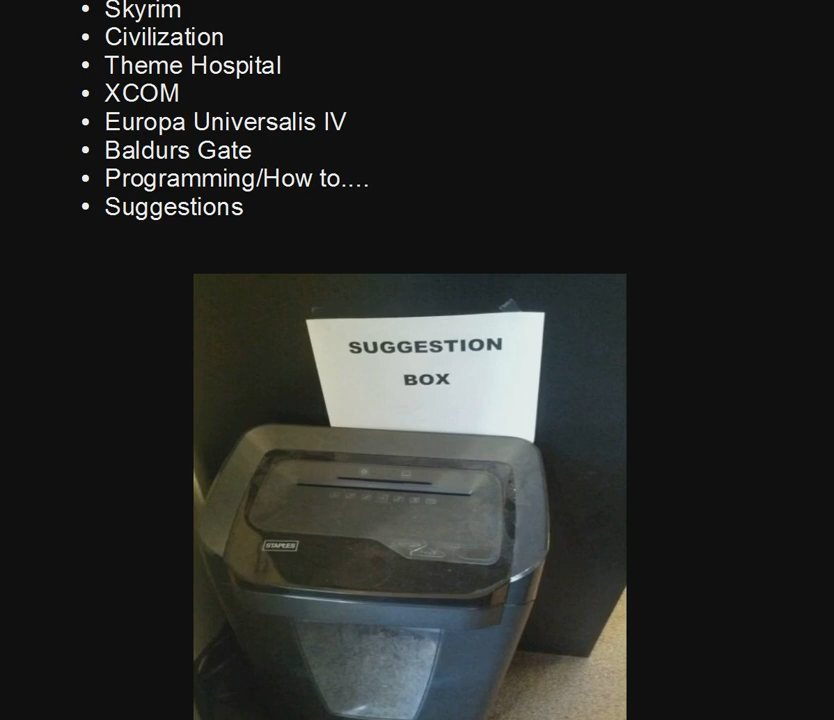 • Skyrim
• Civilization
• Theme Hospital
• XCOM
• Europa Universalis IV
• Baldurs Gate
• Programming/How to....
• Suggestions
SUGGESTION
BOX
STAPLES